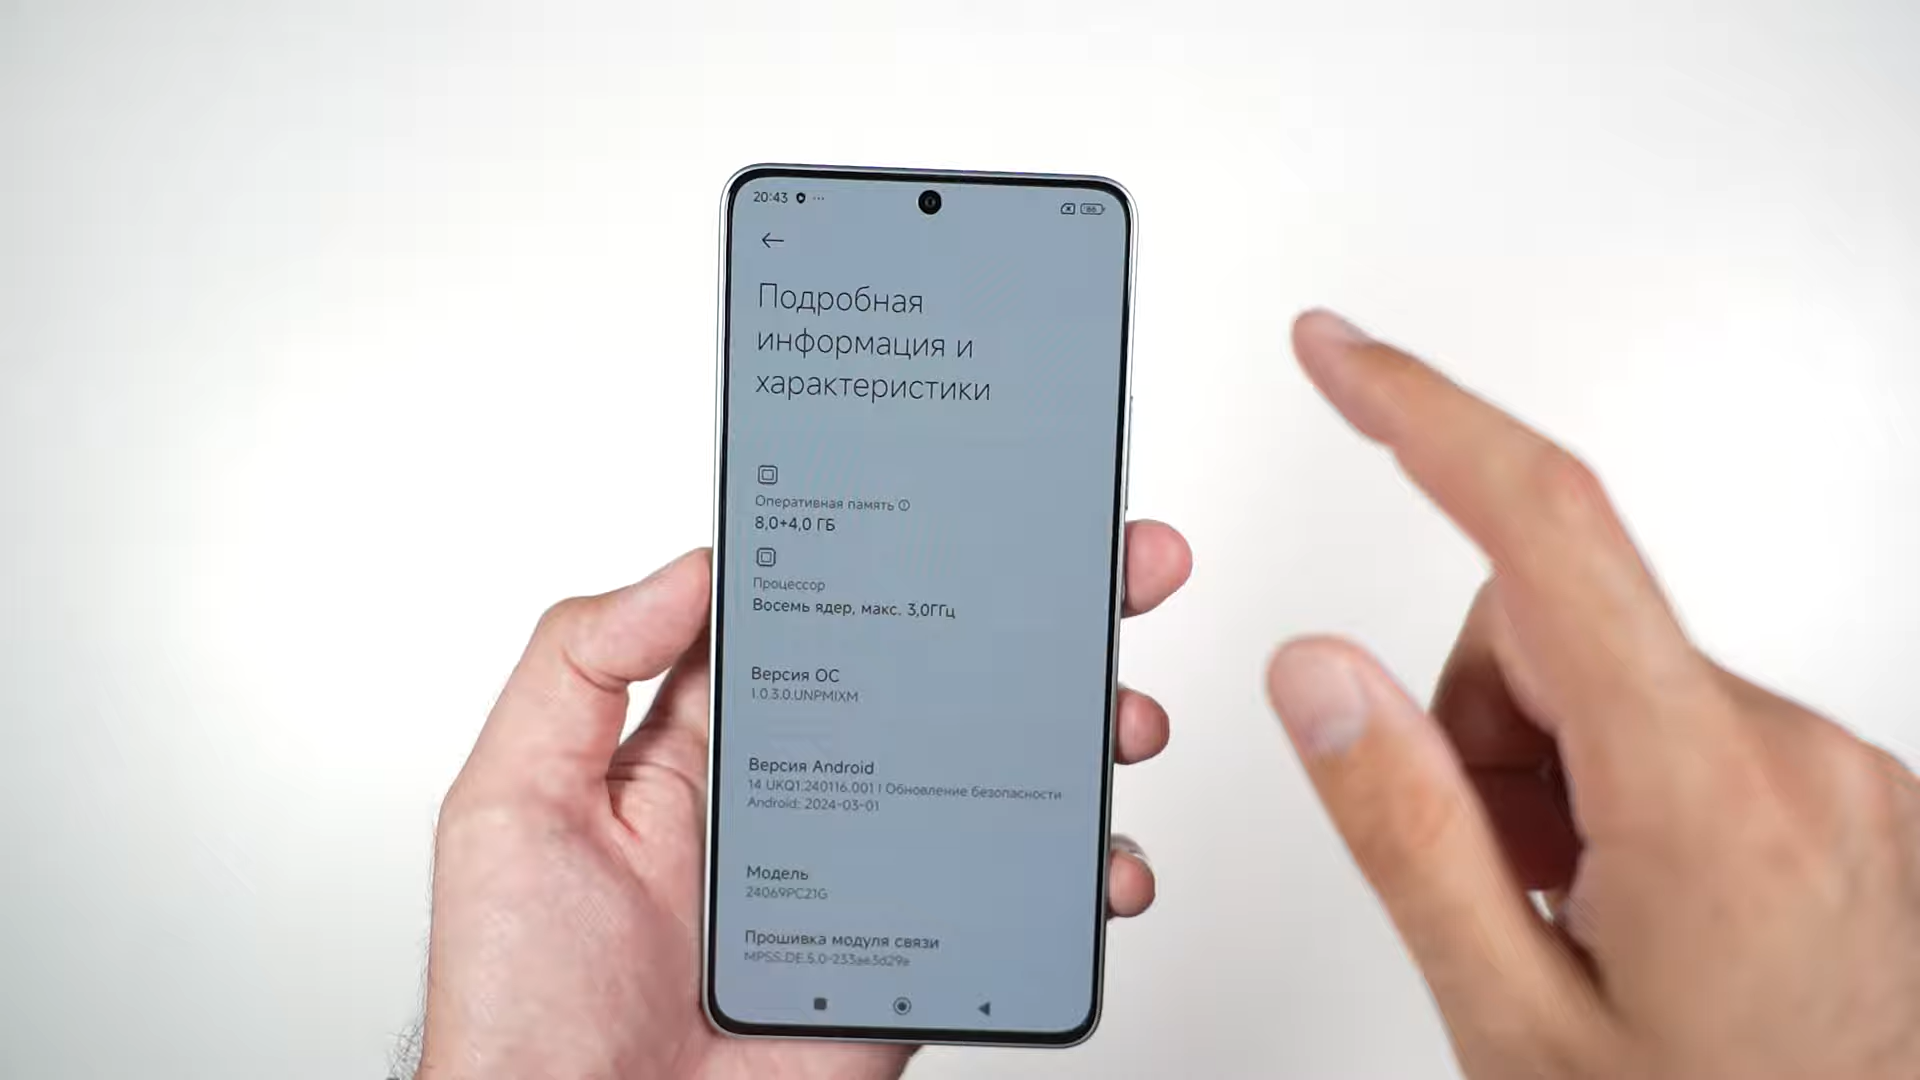 20:43
86
Подробная
информация и
характеристики
Оперативная память
8,0+4,0 ГБ
Процессор
Восемь ядер, макс. 3,0ГГц
Версия ОС
1.0.3.0.UNPMIXM
Версия Android
14 UKQ1.240116.001 | Обновление безопасности
Android: 2024-03-01
Модель
24069PC21G
Прошивка модуля связи
MPSS.DE.5.0-233ae3d29a